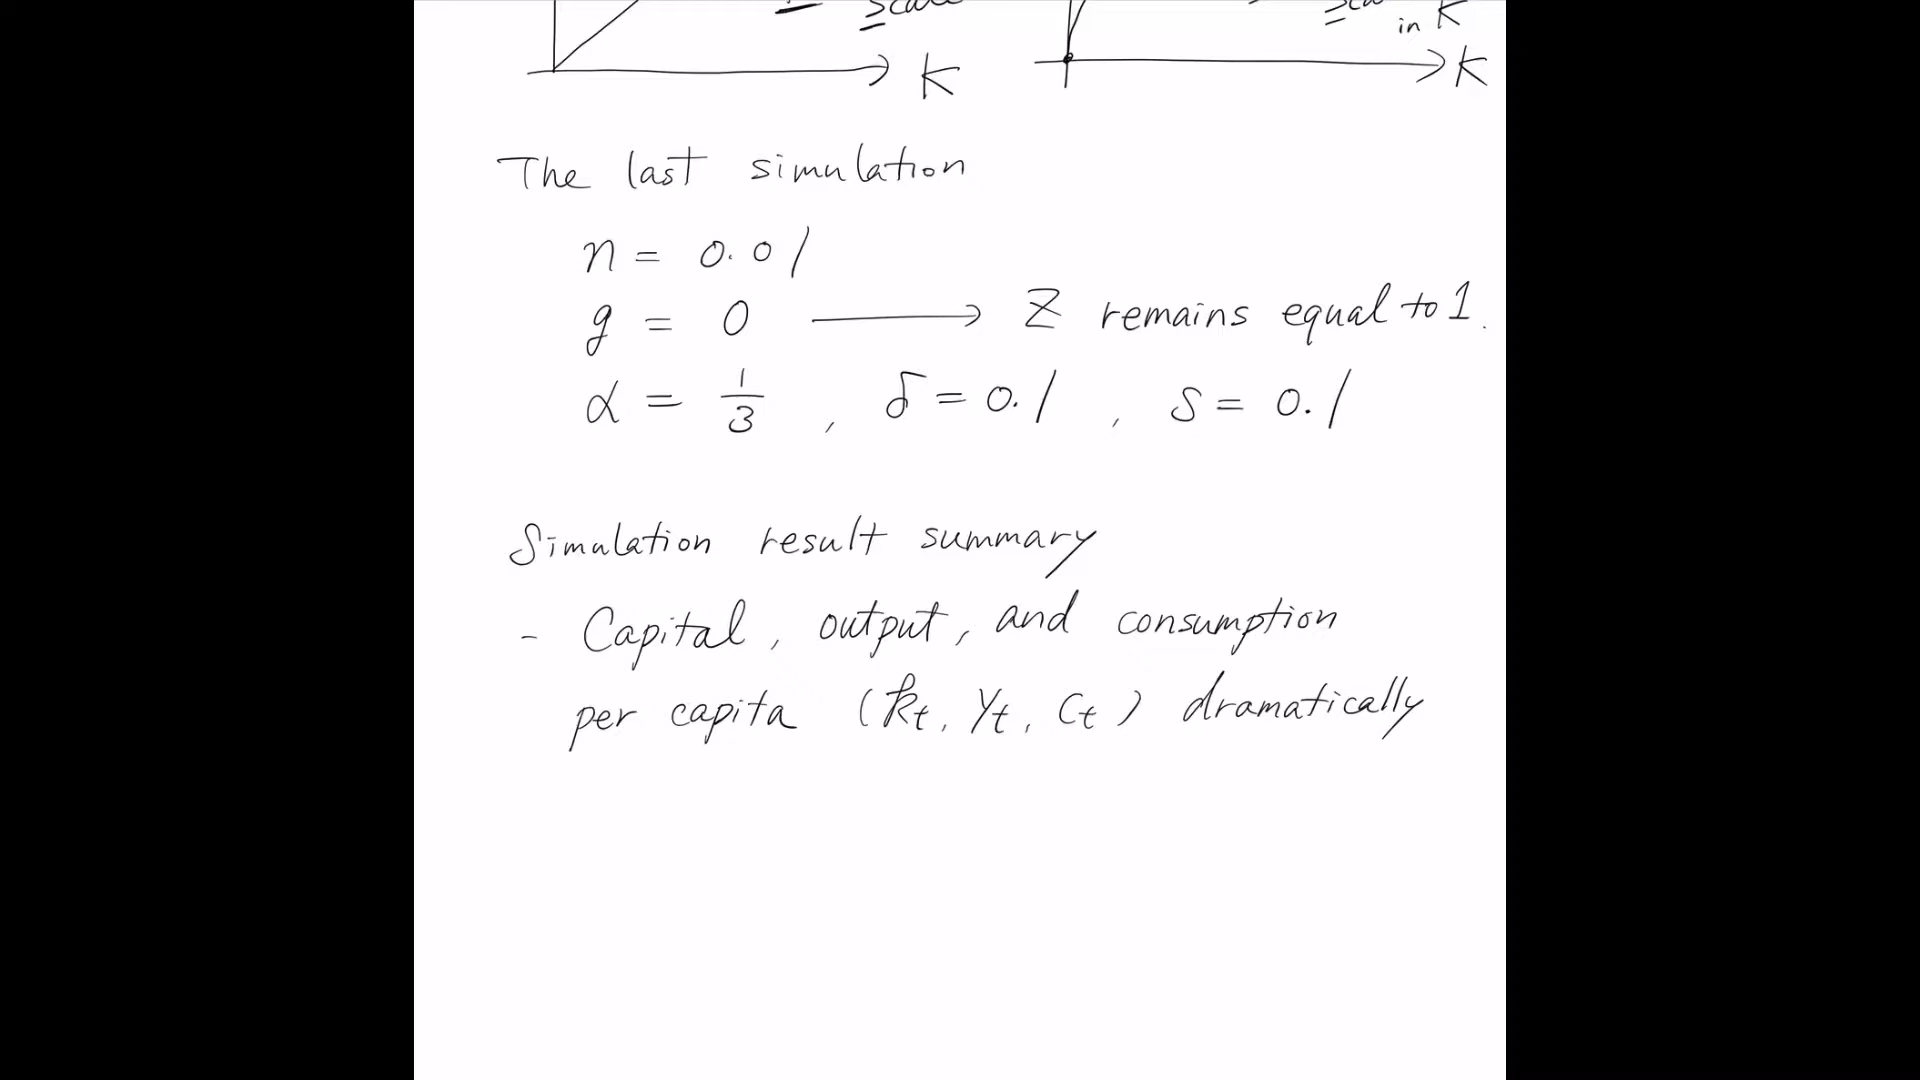 K
in K
K
The last simulation
n = 0.01
g = 0 → Z remains equal to 1.
α = 1/3 , δ = 0.1 , s = 0.1
Simulation result summary
- Capital, output, and consumption
per capita (kt, yt, ct) dramatically